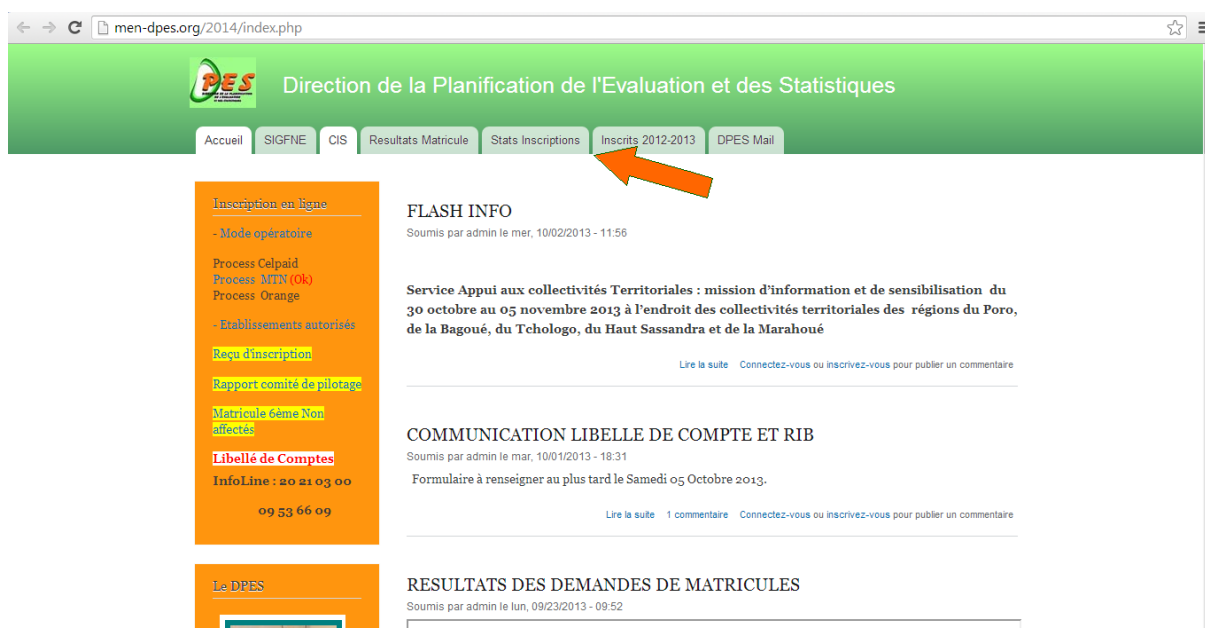 men-dpes.org/2014/index.php
DPES
Direction de la Planification de l'Evaluation et des Statistiques
Accueil SIGFNE CIS Resultats Matricule Stats Inscriptions Inscrits 2012-2013 DPES Mail
Inscription en ligne
- Mode opératoire
Process Celpaid
Process MTN (Ok)
Process Orange
- Etablissements autorisés
Reçu d'inscription
Rapport comité de pilotage
Matricule 6ème Non
affectés
Libellé de Comptes
InfoLine : 20 21 03 00
09 53 66 09
Le DPES
FLASH INFO
Soumis par admin le mer, 10/02/2013 - 11:56
Service Appui aux collectivités Territoriales : mission d'information et de sensibilisation du
30 octobre au 05 novembre 2013 à l'endroit des collectivités territoriales des régions du Poro,
de la Bagoué, du Tchologo, du Haut Sassandra et de la Marahoué
Lire la suite Connectez-vous ou inscrivez-vous pour publier un commentaire
COMMUNICATION LIBELLE DE COMPTE ET RIB
Soumis par admin le mar, 10/01/2013 - 18:31
Formulaire à renseigner au plus tard le Samedi 05 Octobre 2013.
Lire la suite 1 commentaire Connectez-vous ou inscrivez-vous pour publier un commentaire
RESULTATS DES DEMANDES DE MATRICULES
Soumis par admin le lun, 09/23/2013 - 09:52